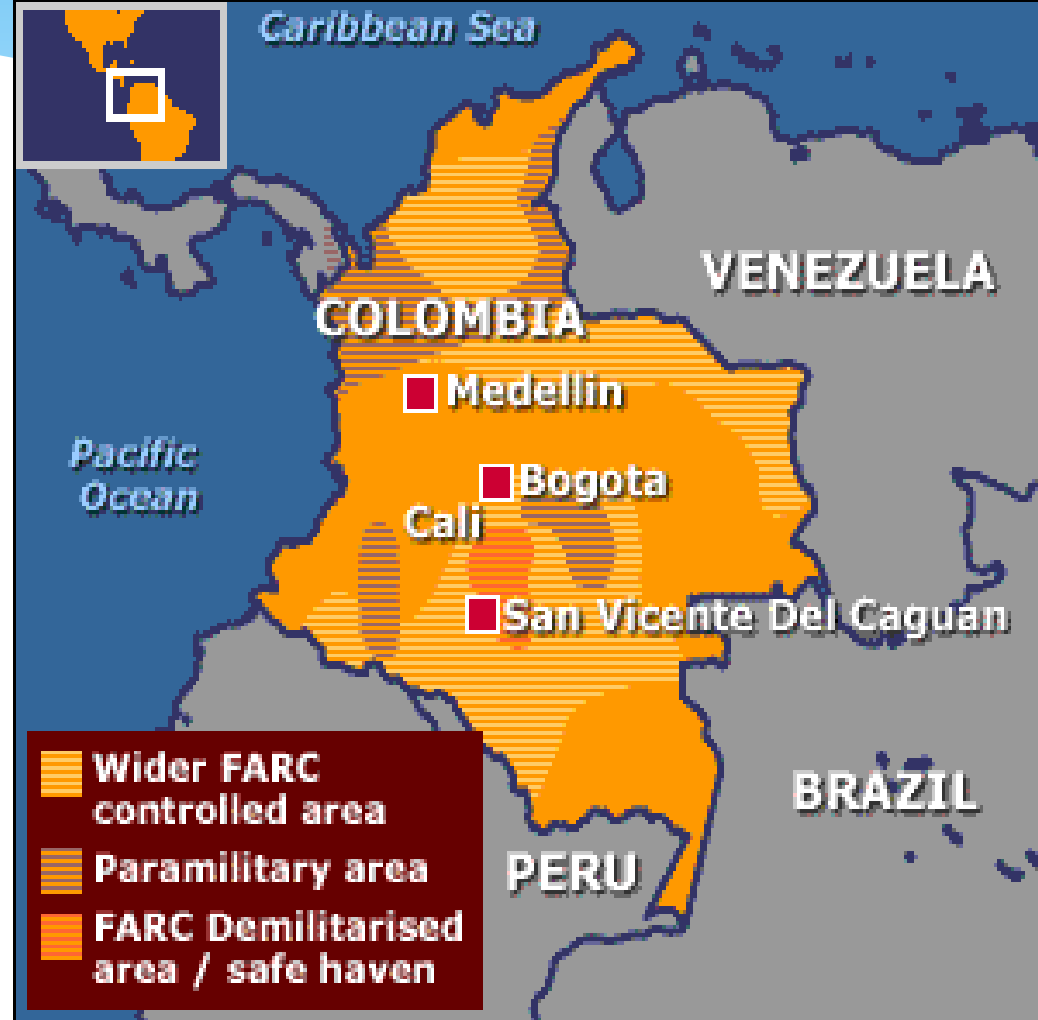 Caribbean Sea
VENEZUELA
COLOMBIA
Medellin
Pacific
Ocean
Bogota
Cali
San Vicente Del Caguan
Wider FARC
controlled area
BRAZIL
Paramilitary area
PERU
FARC Demilitarised
area / safe haven